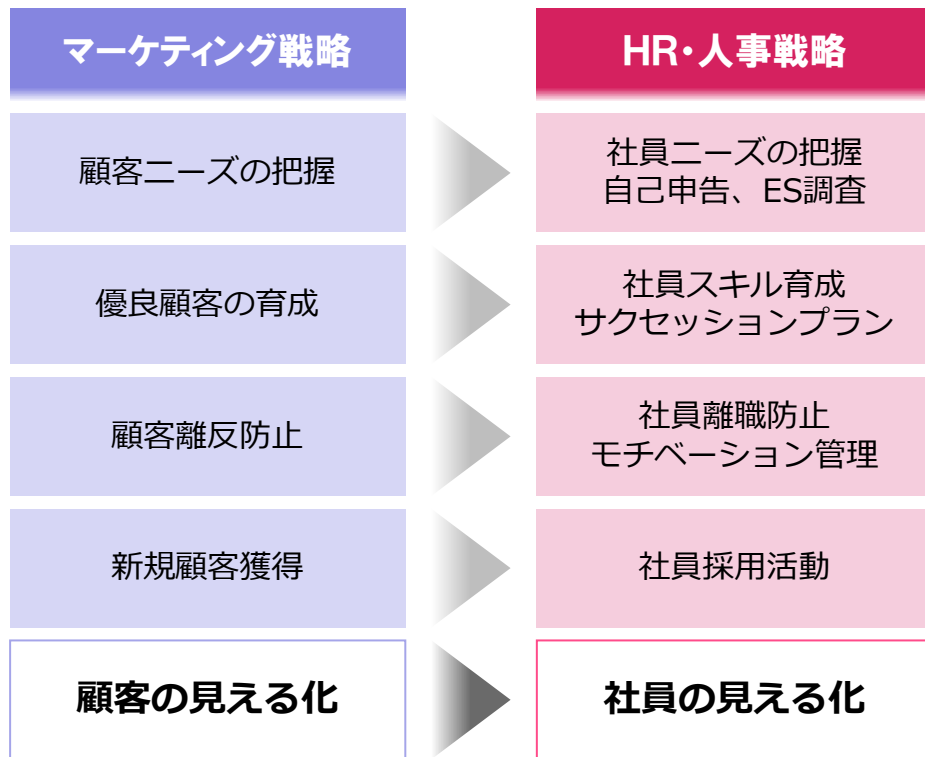 マーケティング戦略
HR・人事戦略
顧客ニーズの把握
社員ニーズの把握
自己申告、ES調査
優良顧客の育成
社員スキル育成
サクセッションプラン
顧客離反防止
社員離職防止
モチベーション管理
新規顧客獲得
社員採用活動
顧客の見える化
社員の見える化